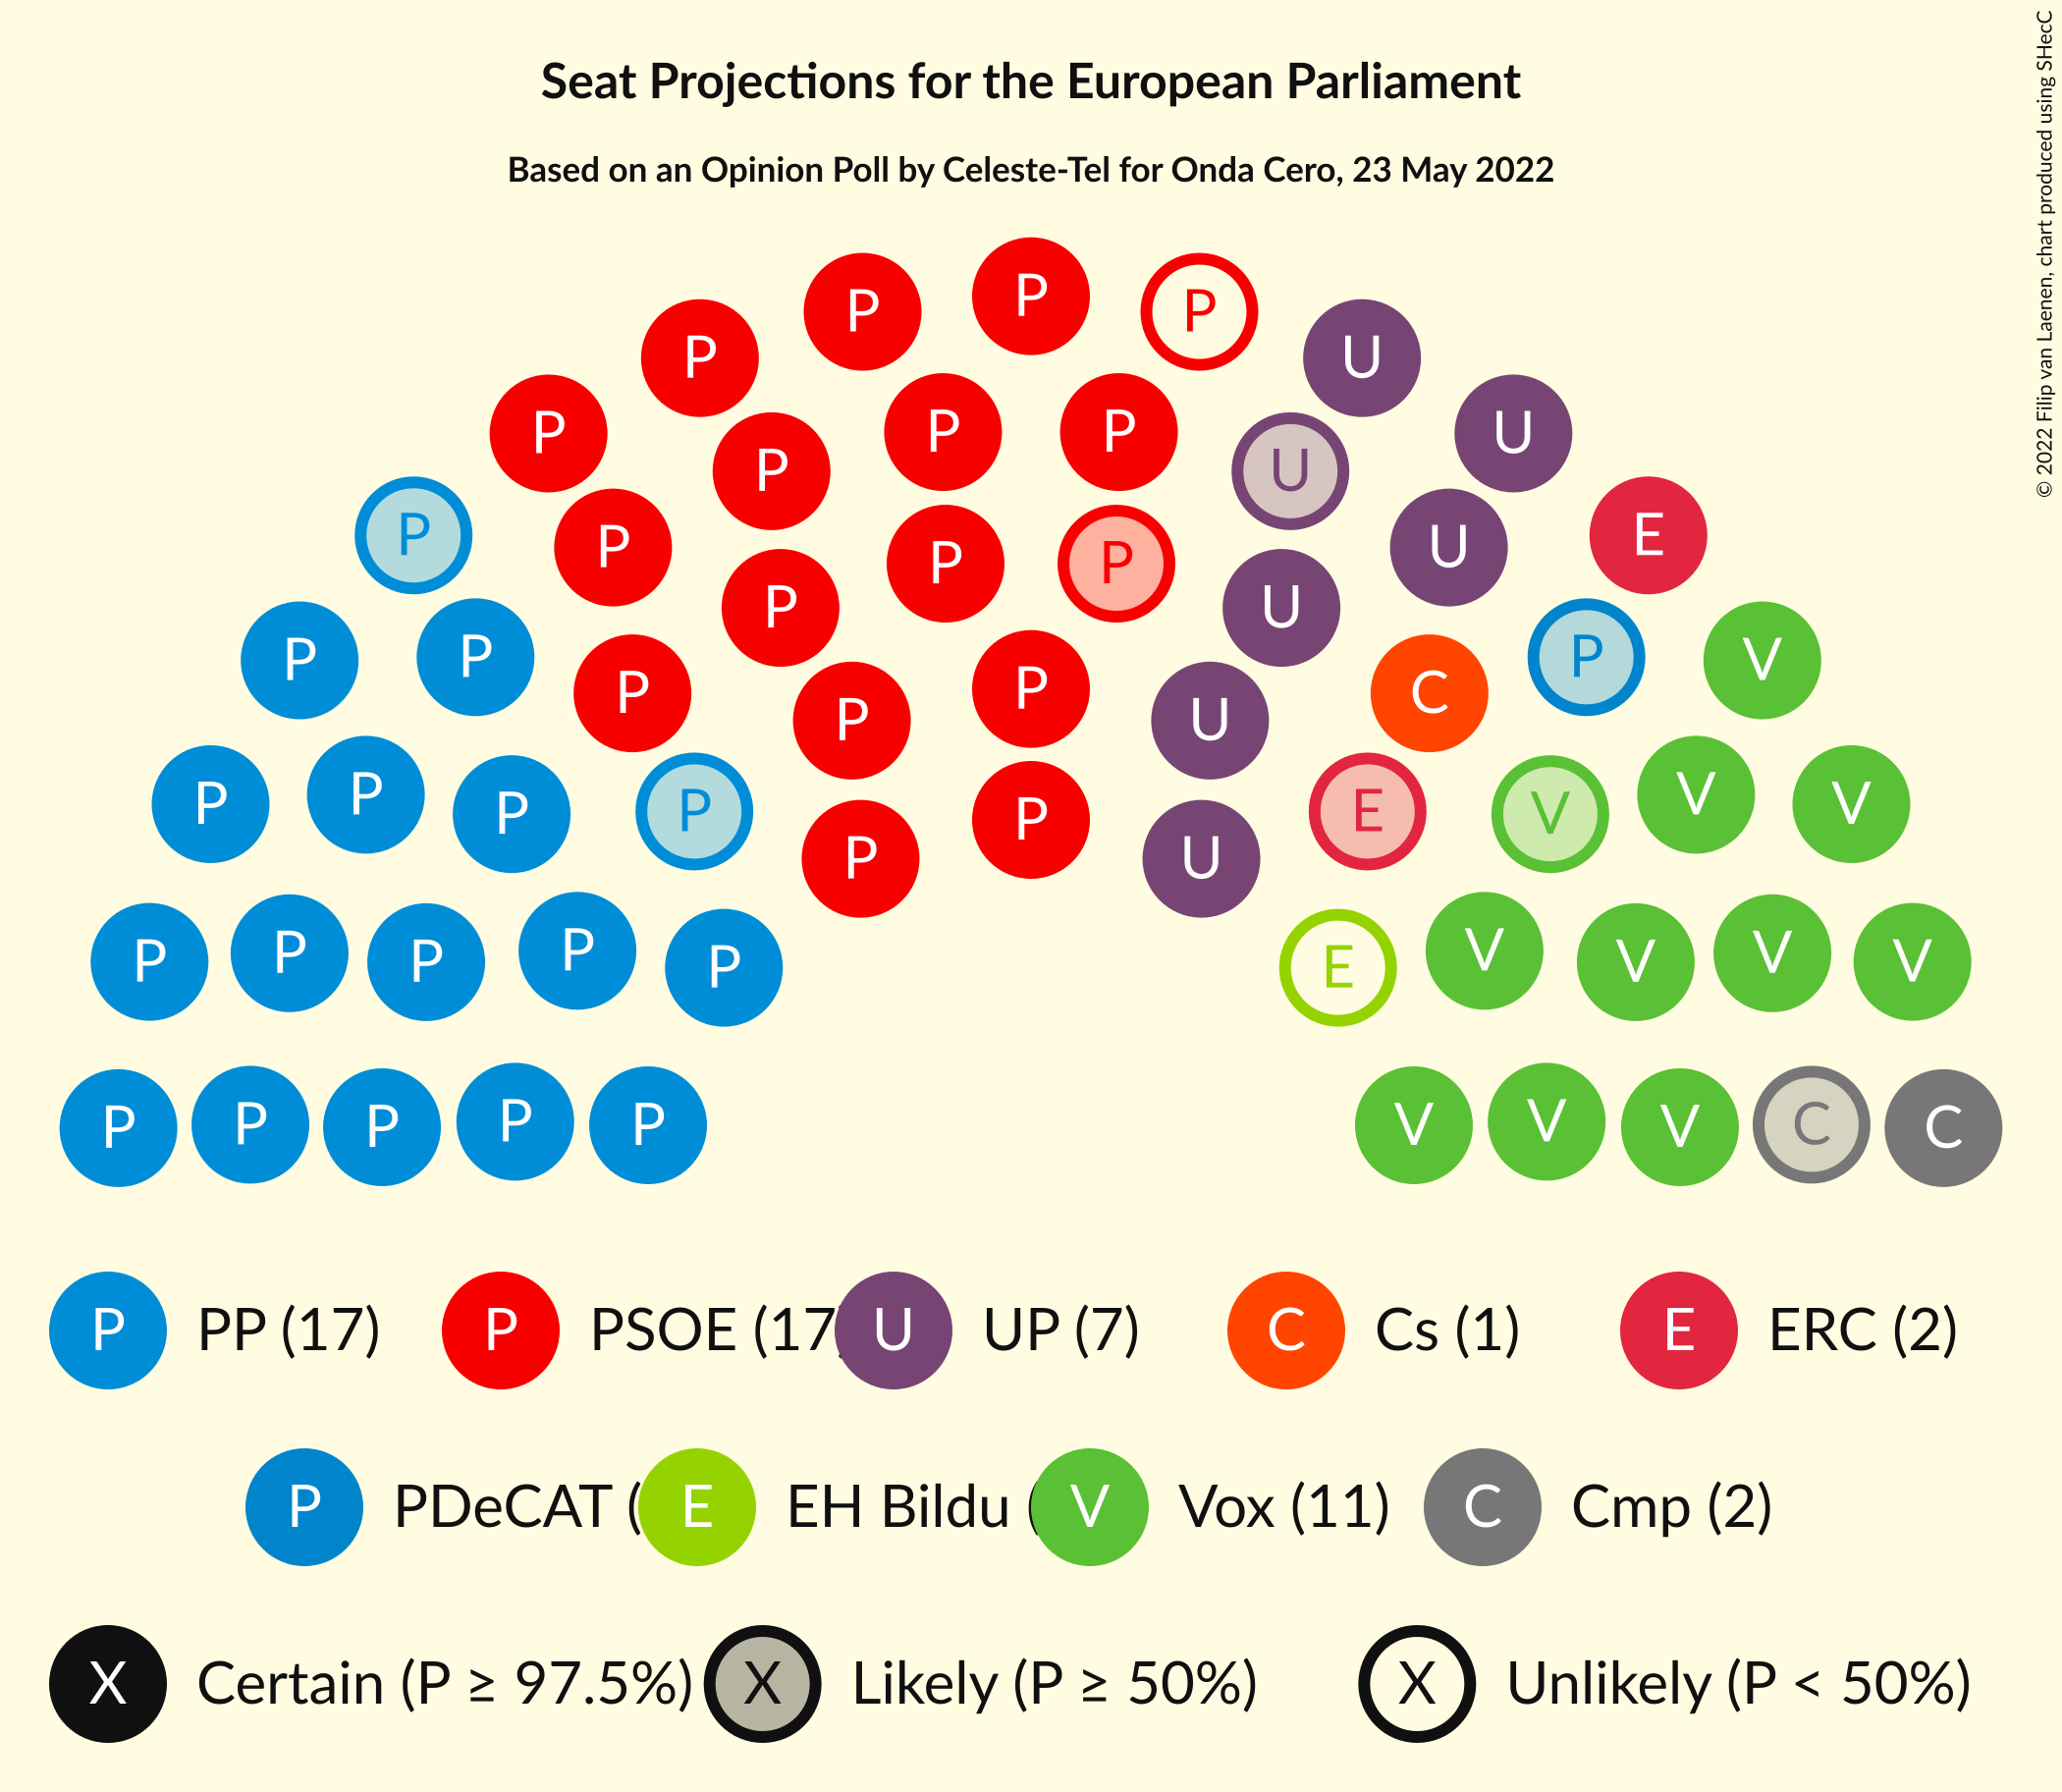 Seat Projections for the European Parliament
Based on an Opinion Poll by Celeste-Tel for Onda Cero, 23 May 2022
© 2022 Filip van Laenen, chart produced using SHecC
P
P P
P U
P P P U
P U
P E
P P P U
P U
P P P V
P P C
P U
P P P P P E V V V
P U
P P P P P E V V V V
P P P P P V V V C C
P PP (17) P PSOE (17 U UP (7) C Cs (1) E ERC (2)
P PDeCAT ( E EH Bildu ( V Vox (11) C Cmp (2)
X Certain (P ≥ 97.5%) X Likely (P ≥ 50%) X Unlikely (P < 50%)